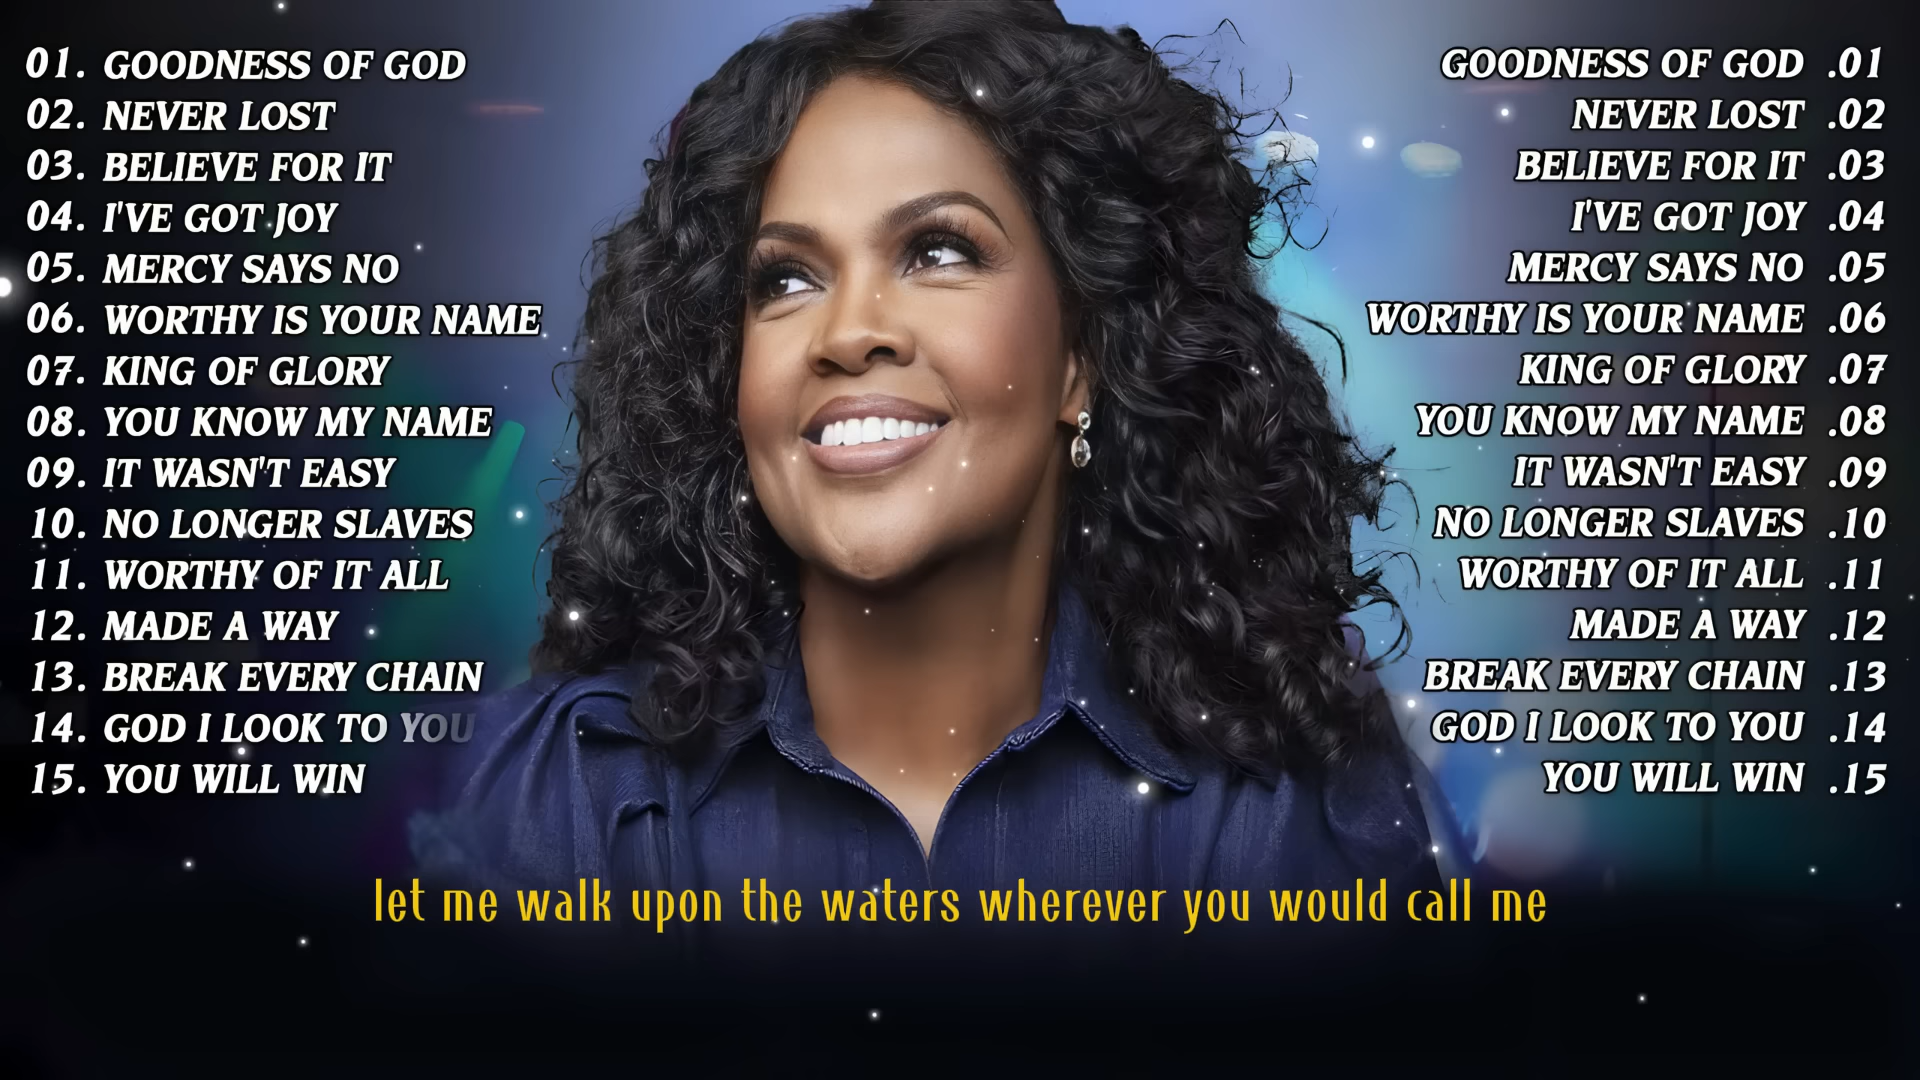 01. GOODNESS OF GOD
02. NEVER LOST
03. BELIEVE FOR IT
04. I'VE GOT JOY
05. MERCY SAYS NO
06. WORTHY IS YOUR NAME
07. KING OF GLORY
08. YOU KNOW MY NAME
09. IT WASN'T EASY
10. NO LONGER SLAVES
11. WORTHY OF IT ALL
12. MADE A WAY
13. BREAK EVERY CHAIN
14. GOD I LOOK TO YOU
15. YOU WILL WIN
GOODNESS OF GOD .01
NEVER LOST .02
BELIEVE FOR IT .03
I'VE GOT JOY .04
MERCY SAYS NO .05
WORTHY IS YOUR NAME .06
KING OF GLORY .07
YOU KNOW MY NAME .08
IT WASN'T EASY .09
NO LONGER SLAVES .10
WORTHY OF IT ALL .11
MADE A WAY .12
BREAK EVERY CHAIN .13
GOD I LOOK TO YOU .14
YOU WILL WIN .15
let me walk upon the waters wherever you would call me